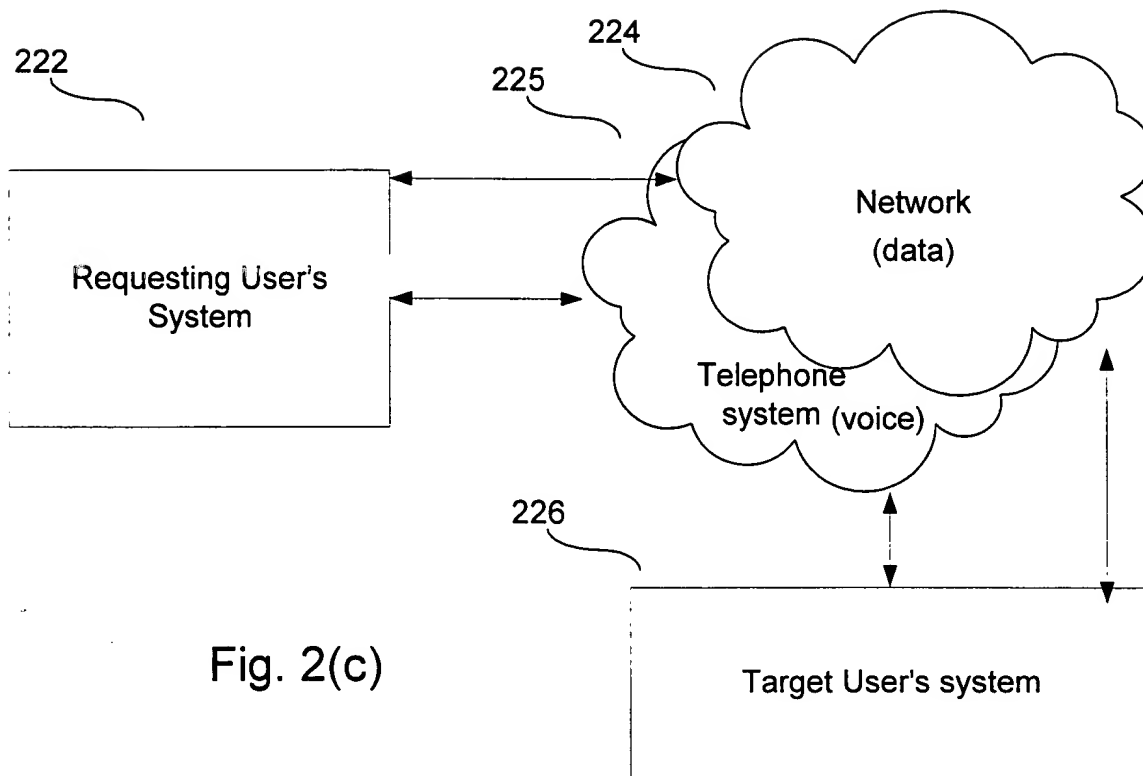 222
224
225
Network
(data)
Requesting User's
System
Telephone
system (voice)
226
Fig. 2(c)
Target User's system